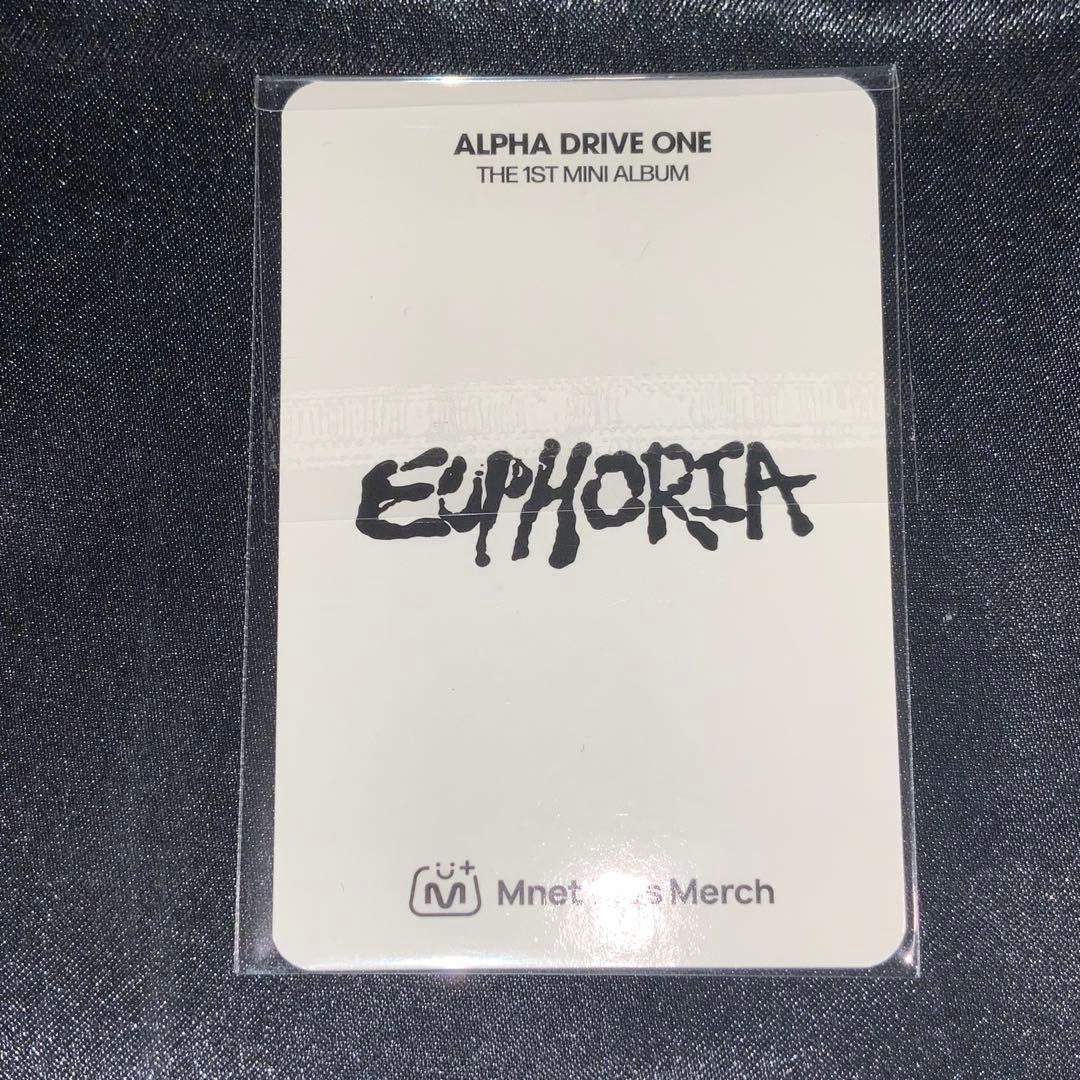 ALPHA DRIVE ONE
THE 1ST MINI ALBUM
EUPHORIA
M
Mnet Merch